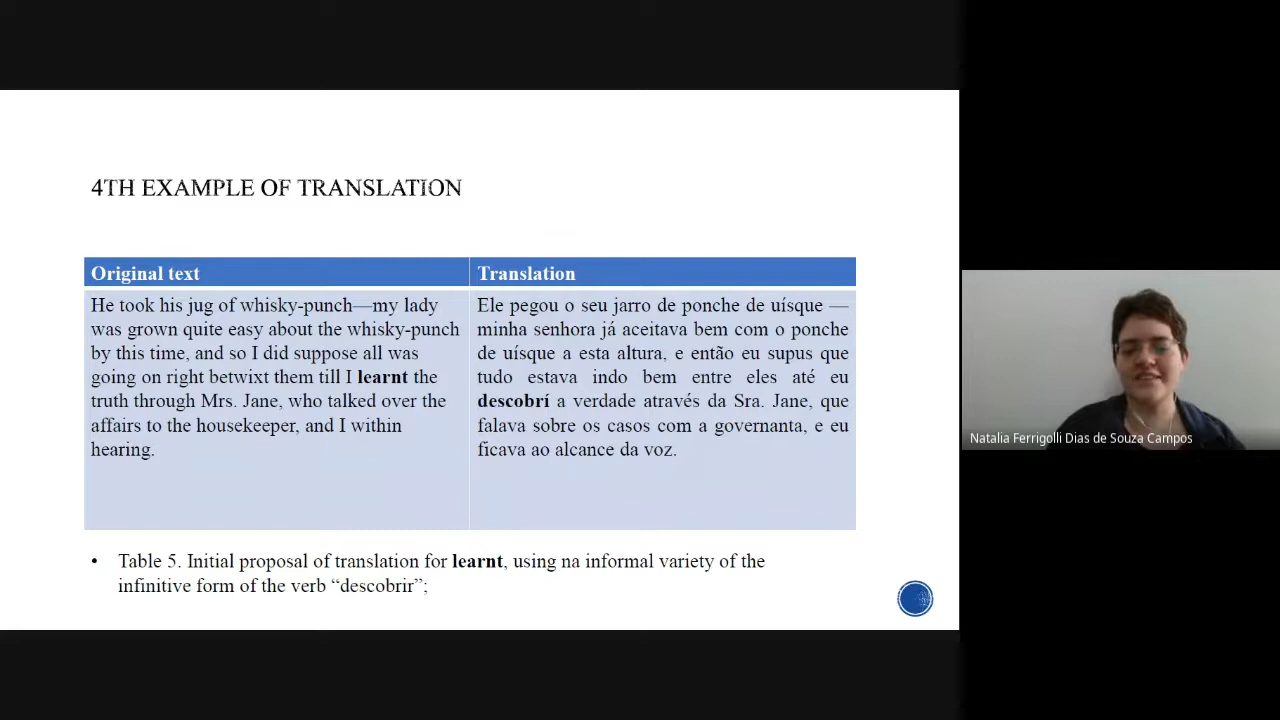 4TH EXAMPLE OF TRANSLATION
Original text
He took his jug of whisky-punch—my lady
was grown quite easy about the whisky-punch
by this time, and so I did suppose all was
going on right betwixt them till I learnt the
truth through Mrs. Jane, who talked over the
affairs to the housekeeper, and I within
hearing.
Translation
Ele pegou o seu jarro de ponche de uísque —
minha senhora já aceitava bem com o ponche
de uísque a esta altura, e então eu supus que
tudo estava indo bem entre eles até eu
descobrí a verdade através da Sra. Jane, que
falava sobre os casos com a governanta, e eu
ficava ao alcance da voz.
• Table 5. Initial proposal of translation for learnt, using na informal variety of the
infinitive form of the verb “descobrir”;
Natalia Ferrigolli Dias de Souza Campos